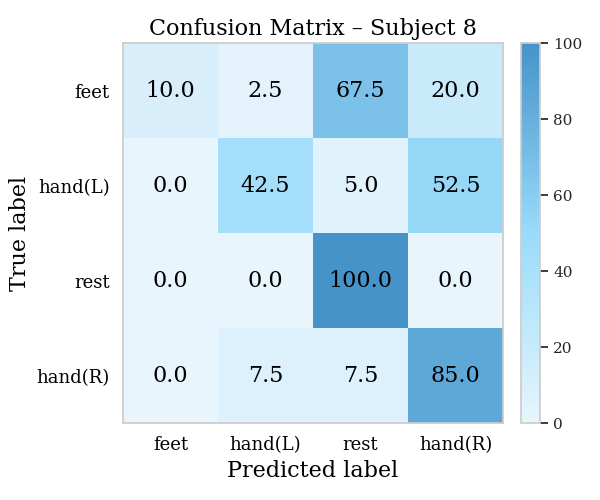 Confusion Matrix – Subject 8
feet 10.0 2.5 67.5 20.0
hand(L) 0.0 42.5 5.0 52.5
rest 0.0 0.0 100.0 0.0
hand(R) 0.0 7.5 7.5 85.0
feet hand(L) rest hand(R)
Predicted label
True label
100
80
60
40
20
0